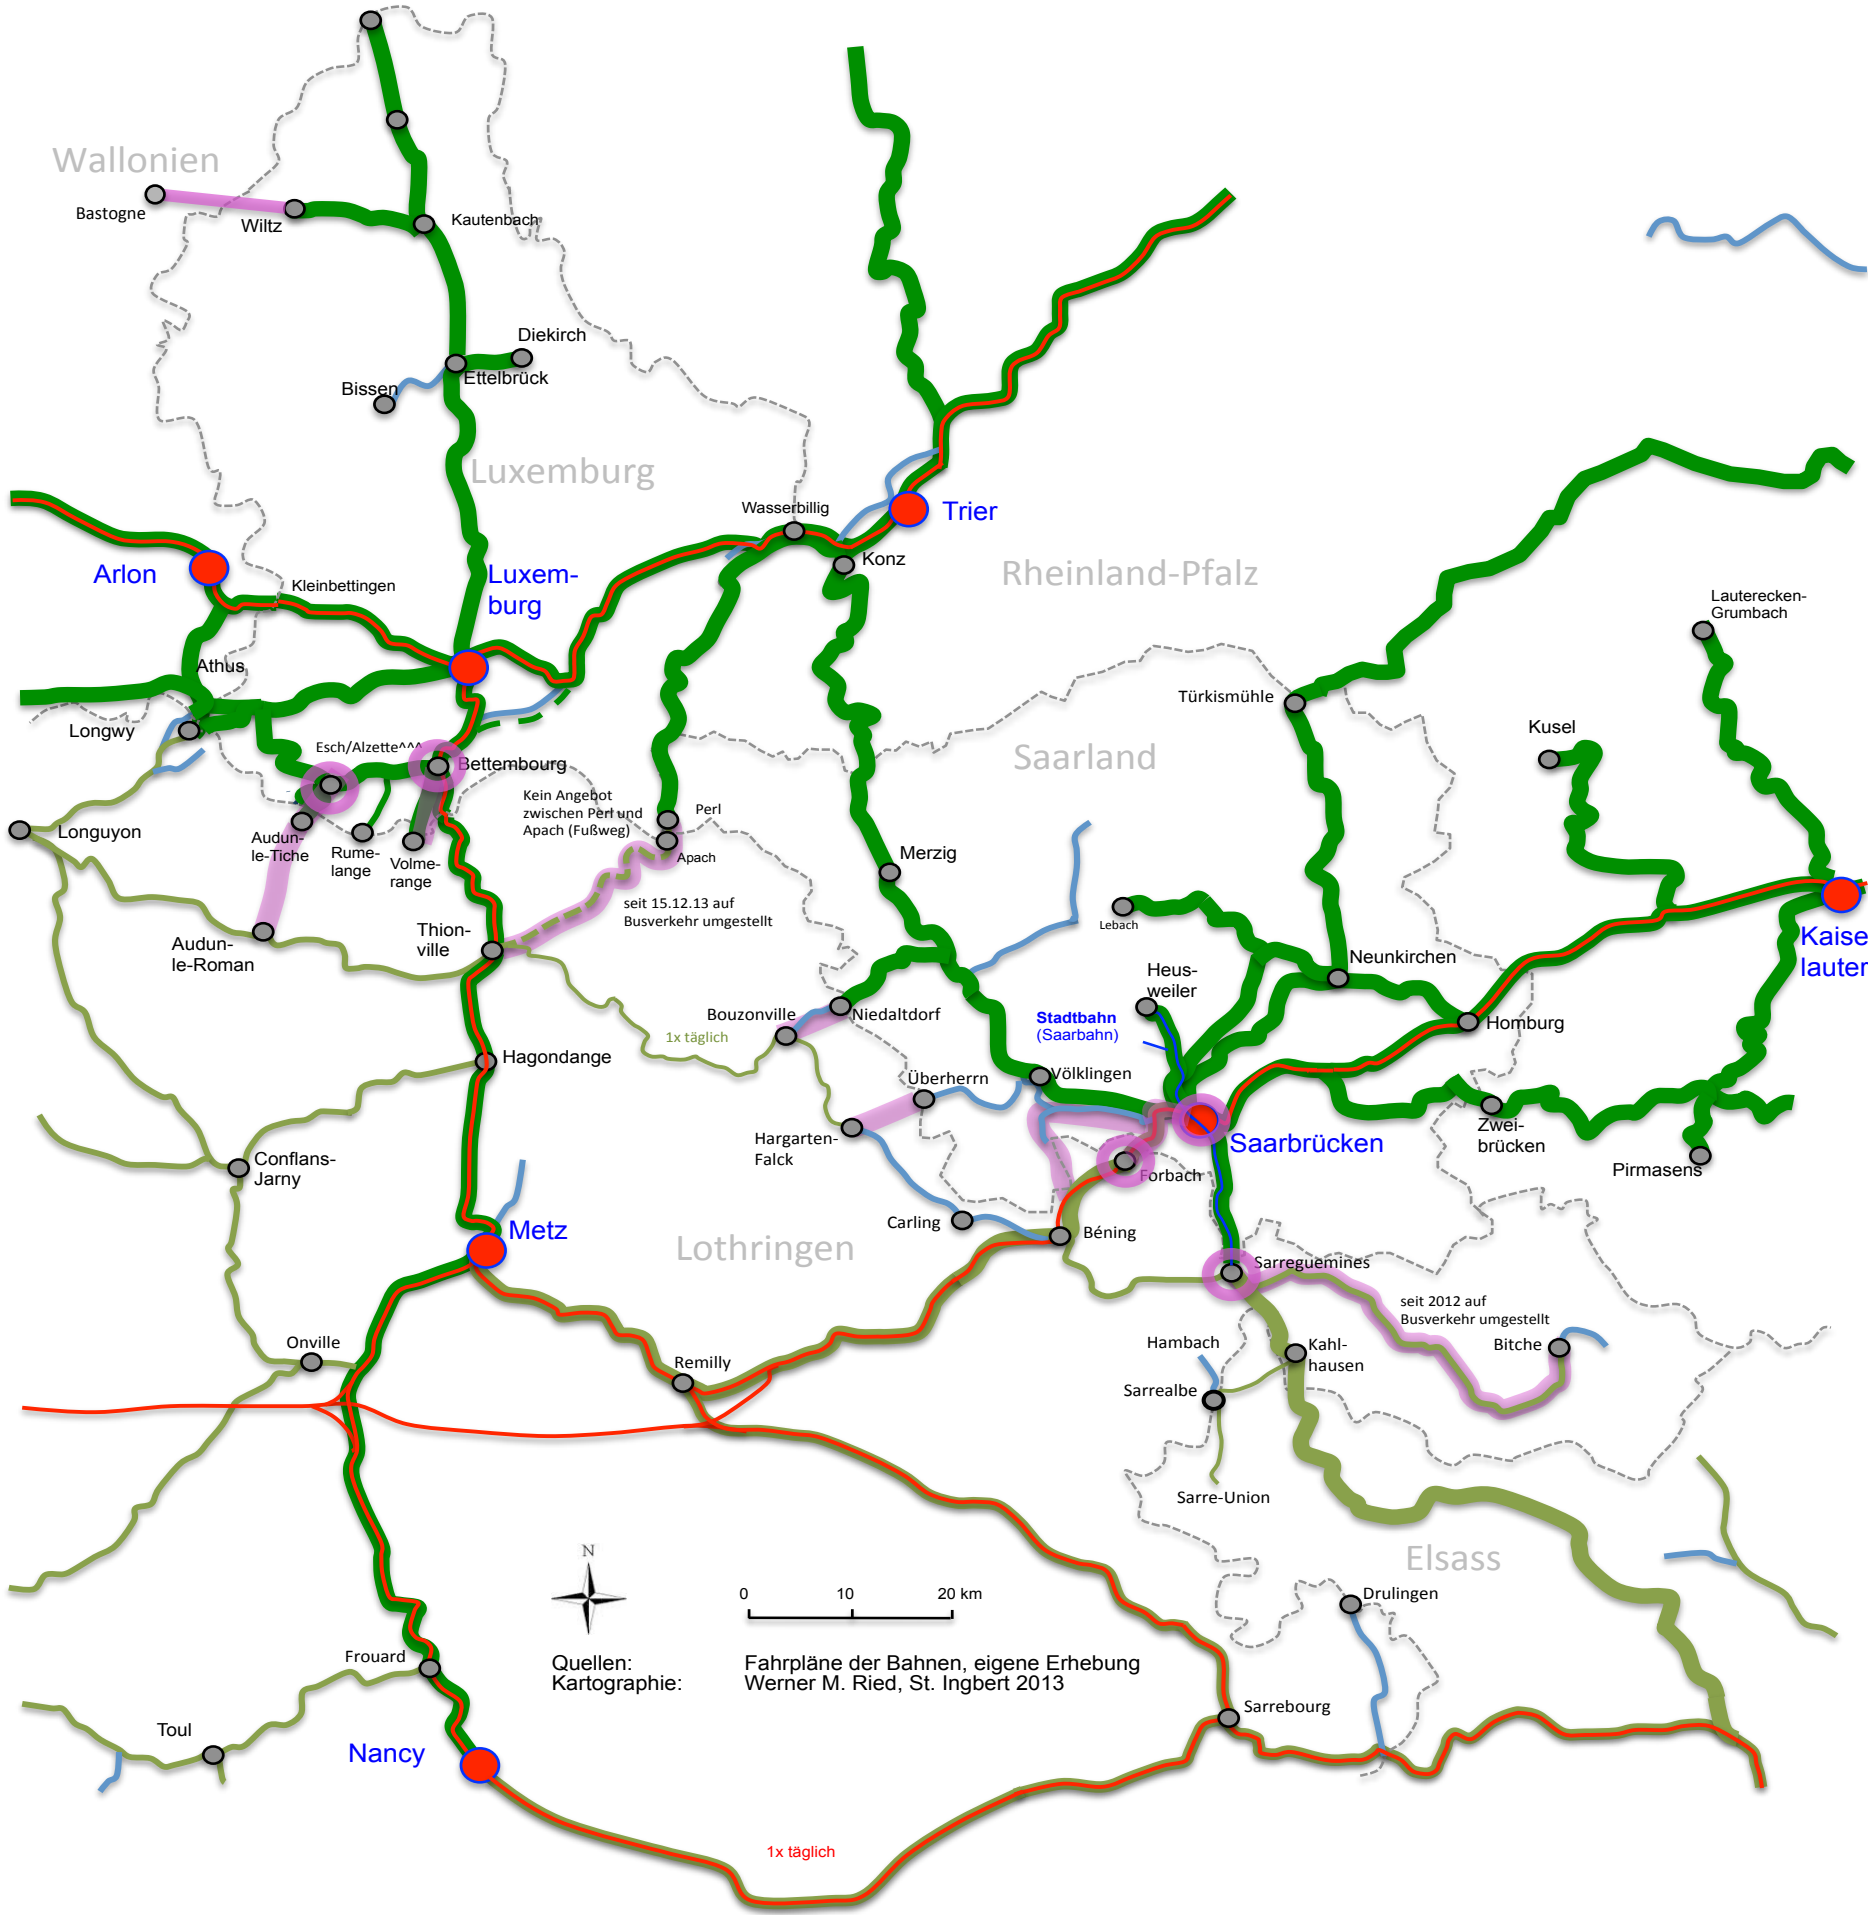 Wallonien
Bastogne
Wiltz
Kautenbach
Diekirch
Ettelbrück
Bissen
Luxemburg
Wasserbillig
Trier
Konz
Rheinland-Pfalz
Arlon
Kleinbettingen
Luxem-
burg
Lauterecken-
Grumbach
Athus
Türkismühle
Longwy
Kusel
Esch/Alzette^^^
Bettembourg
Saarland
Kein Angebot
zwischen Perl und
Apach (Fußweg)
Perl
Apach
Longuyon
Audun-
le-Tiche
Rume-
lange
Volme-
range
Merzig
seit 15.12.13 auf
Busverkehr umgestellt
Lebach
Thion-
ville
Audun-
le-Roman
Kaise
lauter
Neunkirchen
Heus-
weiler
Bouzonville
Niedaltdorf
1x täglich
Stadtbahn
(Saarbahn)
Homburg
Hagondange
Überherrn
Völklingen
Hargarten-
Falck
Saarbrücken
Zwei-
brücken
Pirmasens
Conflans-
Jarny
Forbach
Metz
Carling
Béning
Lothringen
Sarreguemines
seit 2012 auf
Busverkehr umgestellt
Onville
Remilly
Hambach
Kahl-
hausen
Bitche
Sarrealbe
Sarre-Union
Elsass
N
0 10 20 km
Drulingen
Quellen: Fahrpläne der Bahnen, eigene Erhebung
Kartographie: Werner M. Ried, St. Ingbert 2013
Frouard
Sarrebourg
Toul
Nancy
1x täglich